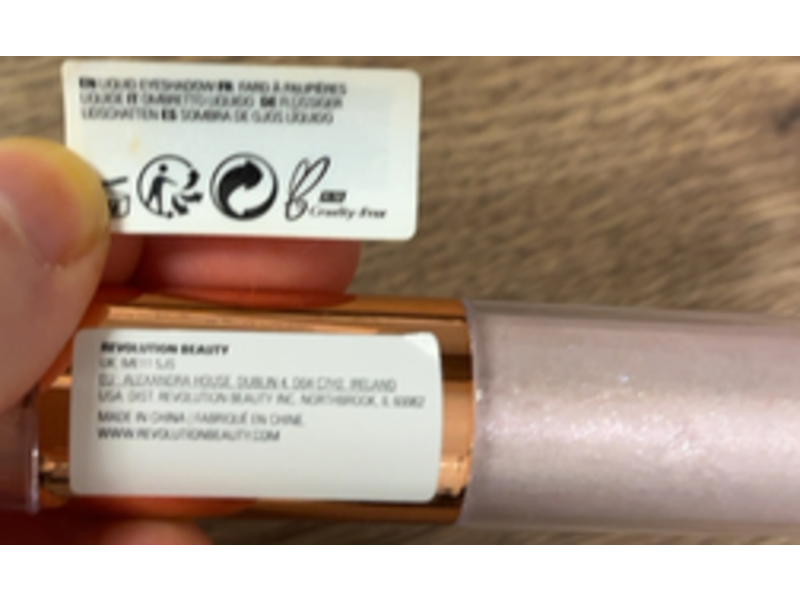 EN LIQUID EYESHADOW FR FARD À PAUPIÈRES
LIQUIDE IT OMBRETTO LIQUIDO DE FLÜSSIGER
LIDSCHATTEN ES SOMBRA DE OJOS LÍQUIDO
Cruelty-Free
REVOLUTION BEAUTY
UK: ME11 5JS
EU: ALEXANDRA HOUSE, DUBLIN 4, D04 C7H2, IRELAND
USA: DIST. REVOLUTION BEAUTY INC. NORTHBROOK, IL 60062
MADE IN CHINA | FABRIQUÉ EN CHINE
WWW.REVOLUTIONBEAUTY.COM